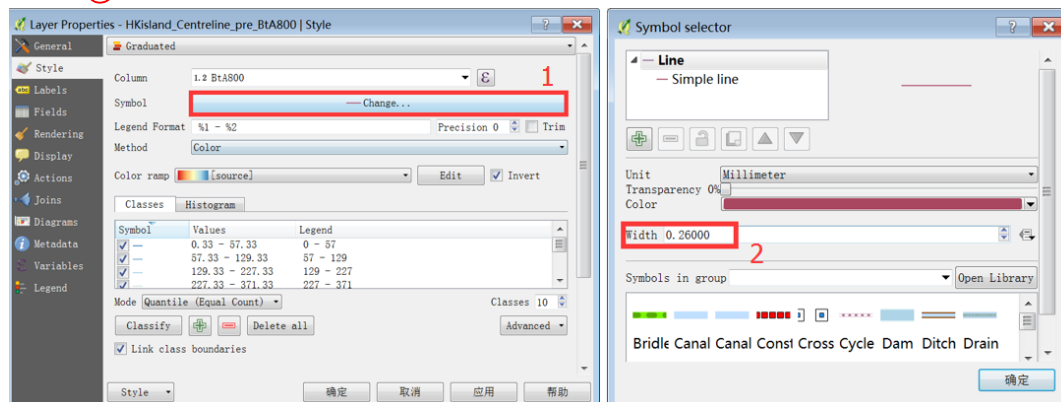 Layer Properties - HKisland_Centreline_pre_BtA800 | Style
General
Style
Labels
Fields
Rendering
Display
Actions
Joins
Diagrams
Metadata
Variables
Legend
Graduated
Column 1.2 BtA800 ε
1
Symbol Change...
Legend Format %1 - %2 Precision 0 Trim
Method Color
Color ramp [source] Edit Invert
Classes Histogram
Symbol Values Legend
0.33 - 57.33 0 - 57
57.33 - 129.33 57 - 129
129.33 - 227.33 129 - 227
227.33 - 371.33 227 - 371
Mode Quantile (Equal Count) Classes 10
Classify Delete all Advanced
Link class boundaries
Style 确定 取消 应用 帮助
Symbol selector
Line
Simple line
Unit Millimeter
Transparency 0%
Color
Width 0.26000
2
Symbols in group Open Library
Bridle Canal Canal Const Cross Cycle Dam Ditch Drain
确定